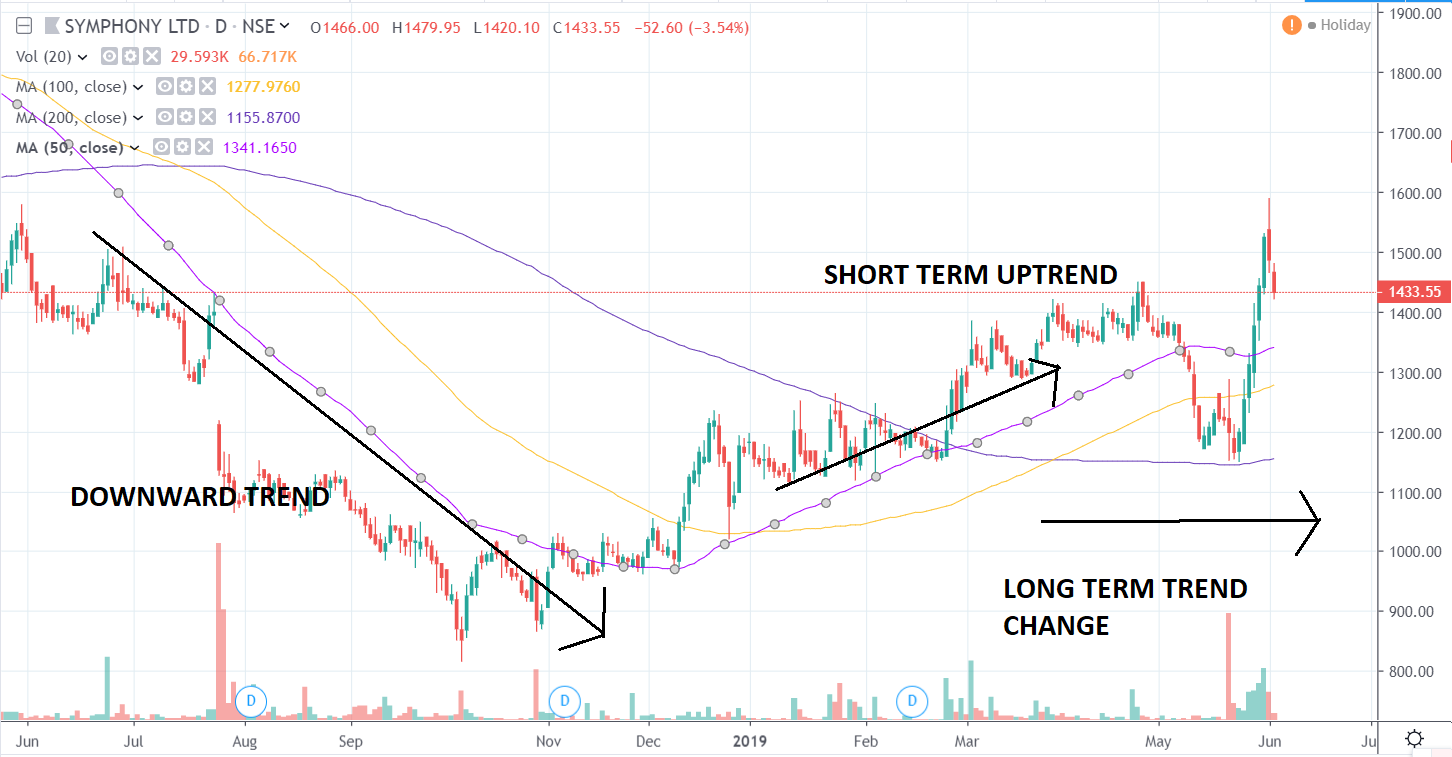 SYMPHONY LTD · D · NSE O1466.00 H1479.95 L1420.10 C1433.55 −52.60 (−3.54%)
Holiday
Vol (20) 29.593K 66.717K
MA (100, close) 1277.9760
MA (200, close) 1155.8700
MA (50, close) 1341.1650
1900.00
1800.00
1700.00
1600.00
1500.00
1433.55
1400.00
1300.00
1200.00
1100.00
1000.00
900.00
800.00
SHORT TERM UPTREND
DOWNWARD TREND
LONG TERM TREND
CHANGE
D D D
Jun Jul Aug Sep Nov Dec 2019 Feb Mar May Jun Ju